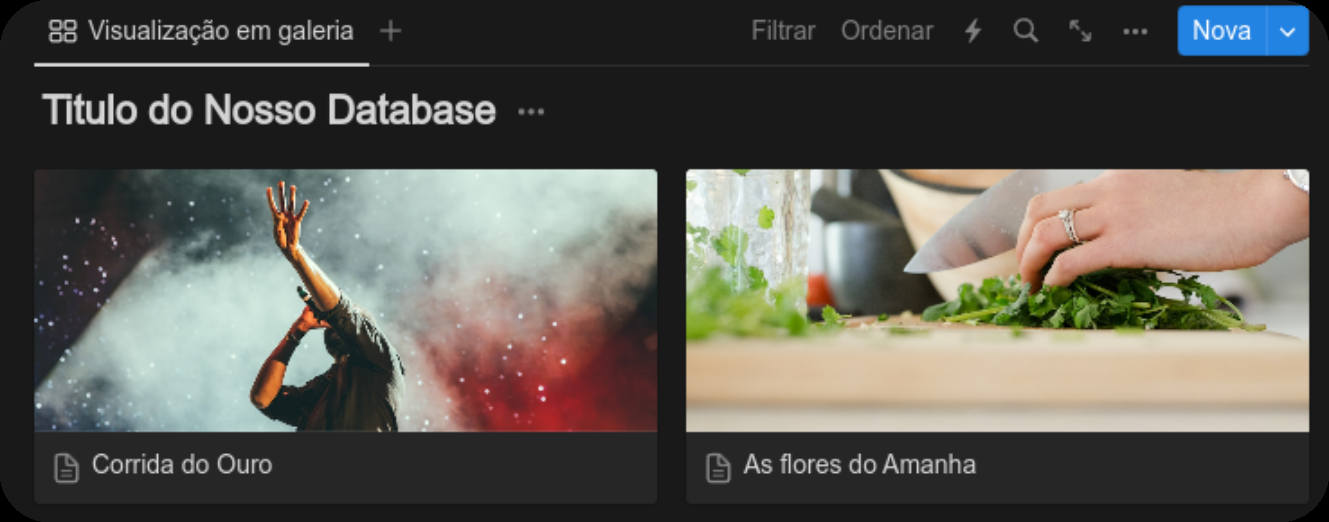 Visualização em galeria + Filtrar Ordenar Nova
Titulo do Nosso Database
Corrida do Ouro
As flores do Amanha